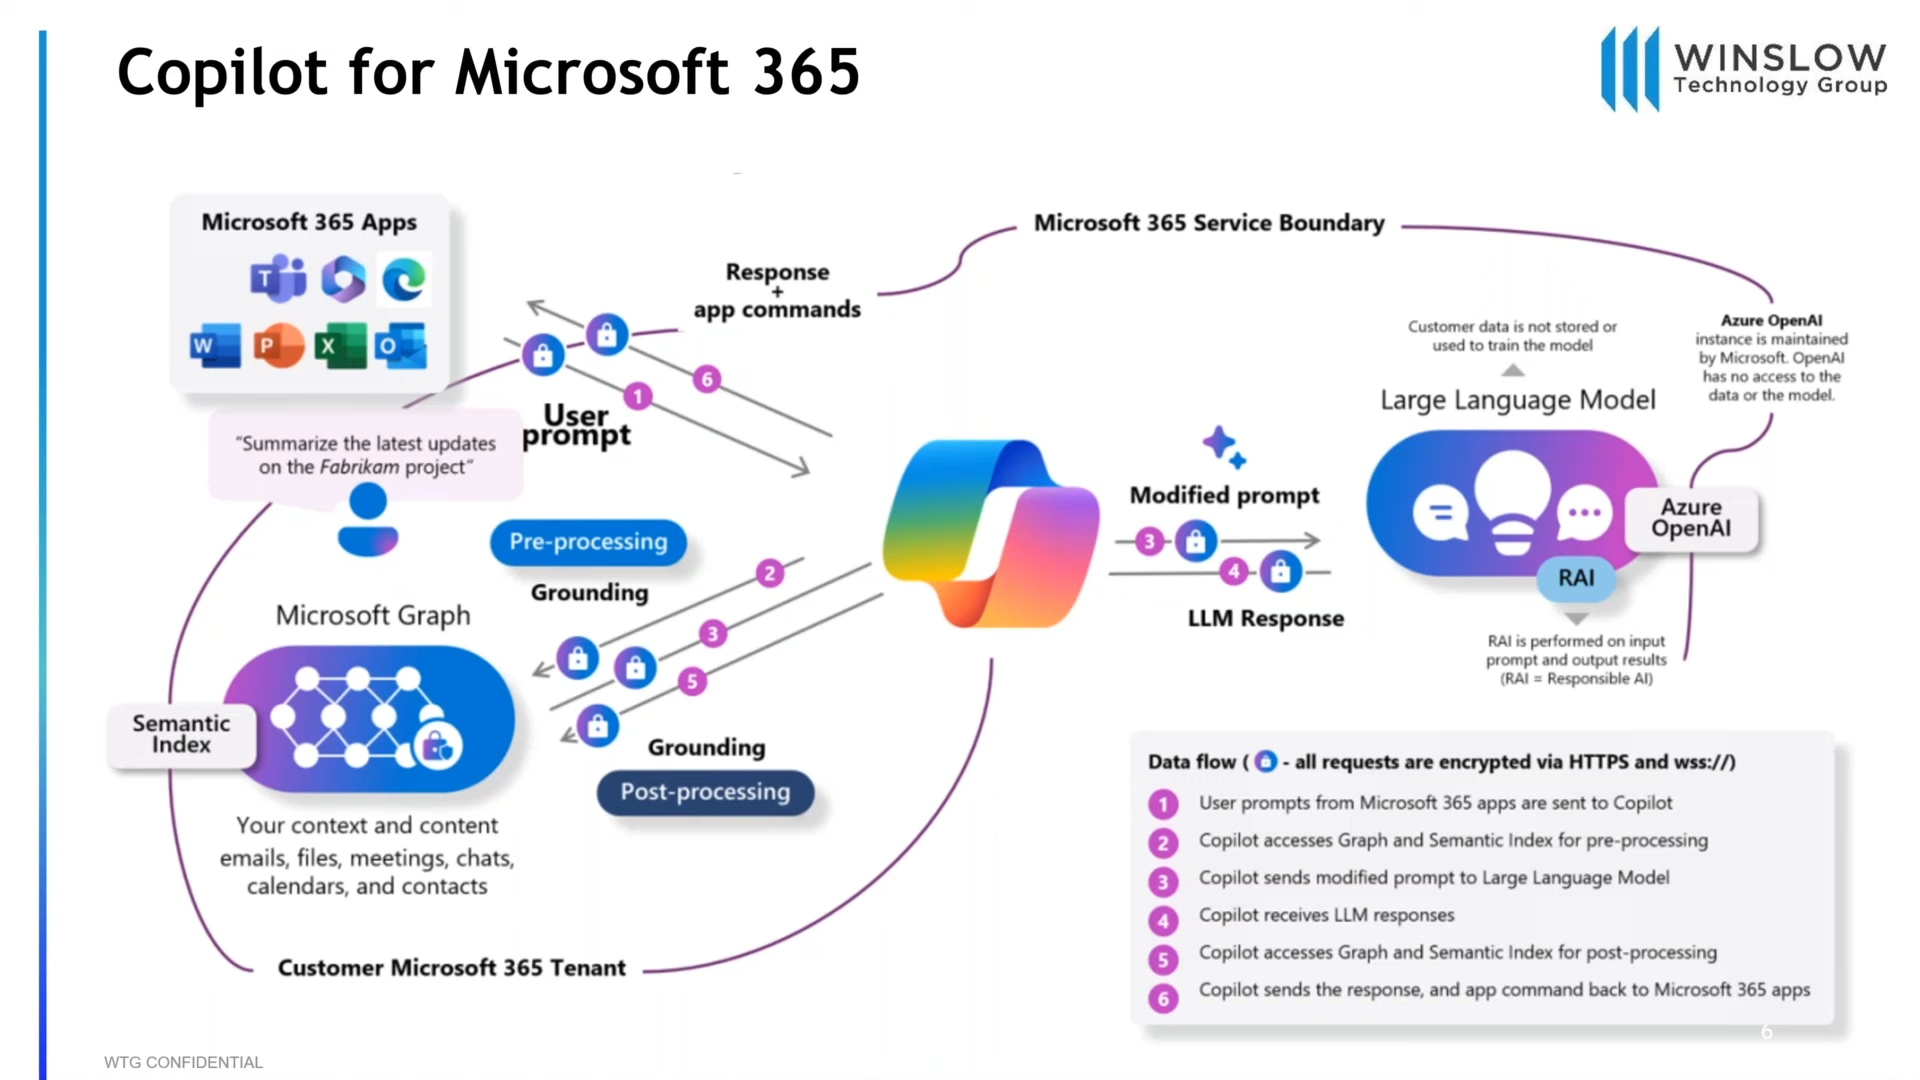 Copilot for Microsoft 365
WINSLOW
Technology Group
Microsoft 365 Apps
T
W
P
X
O
Microsoft 365 Service Boundary
Response
+
app commands
1
6
User
prompt
"Summarize the latest updates
on the Fabrikam project"
Customer data is not stored or
used to train the model
Large Language Model
Azure OpenAI
instance is maintained
by Microsoft. OpenAI
has no access to the
data or the model.
Azure
OpenAI
RAI
RAI is performed on input
prompt and output results
(RAI = Responsible AI)
Modified prompt
3
4
LLM Response
Pre-processing
Grounding
2
3
5
Grounding
Post-processing
Microsoft Graph
Semantic
Index
Your context and content
emails, files, meetings, chats,
calendars, and contacts
Customer Microsoft 365 Tenant
Data flow ( - all requests are encrypted via HTTPS and wss://)
1 User prompts from Microsoft 365 apps are sent to Copilot
2 Copilot accesses Graph and Semantic Index for pre-processing
3 Copilot sends modified prompt to Large Language Model
4 Copilot receives LLM responses
5 Copilot accesses Graph and Semantic Index for post-processing
6 Copilot sends the response, and app command back to Microsoft 365 apps
6
WTG CONFIDENTIAL